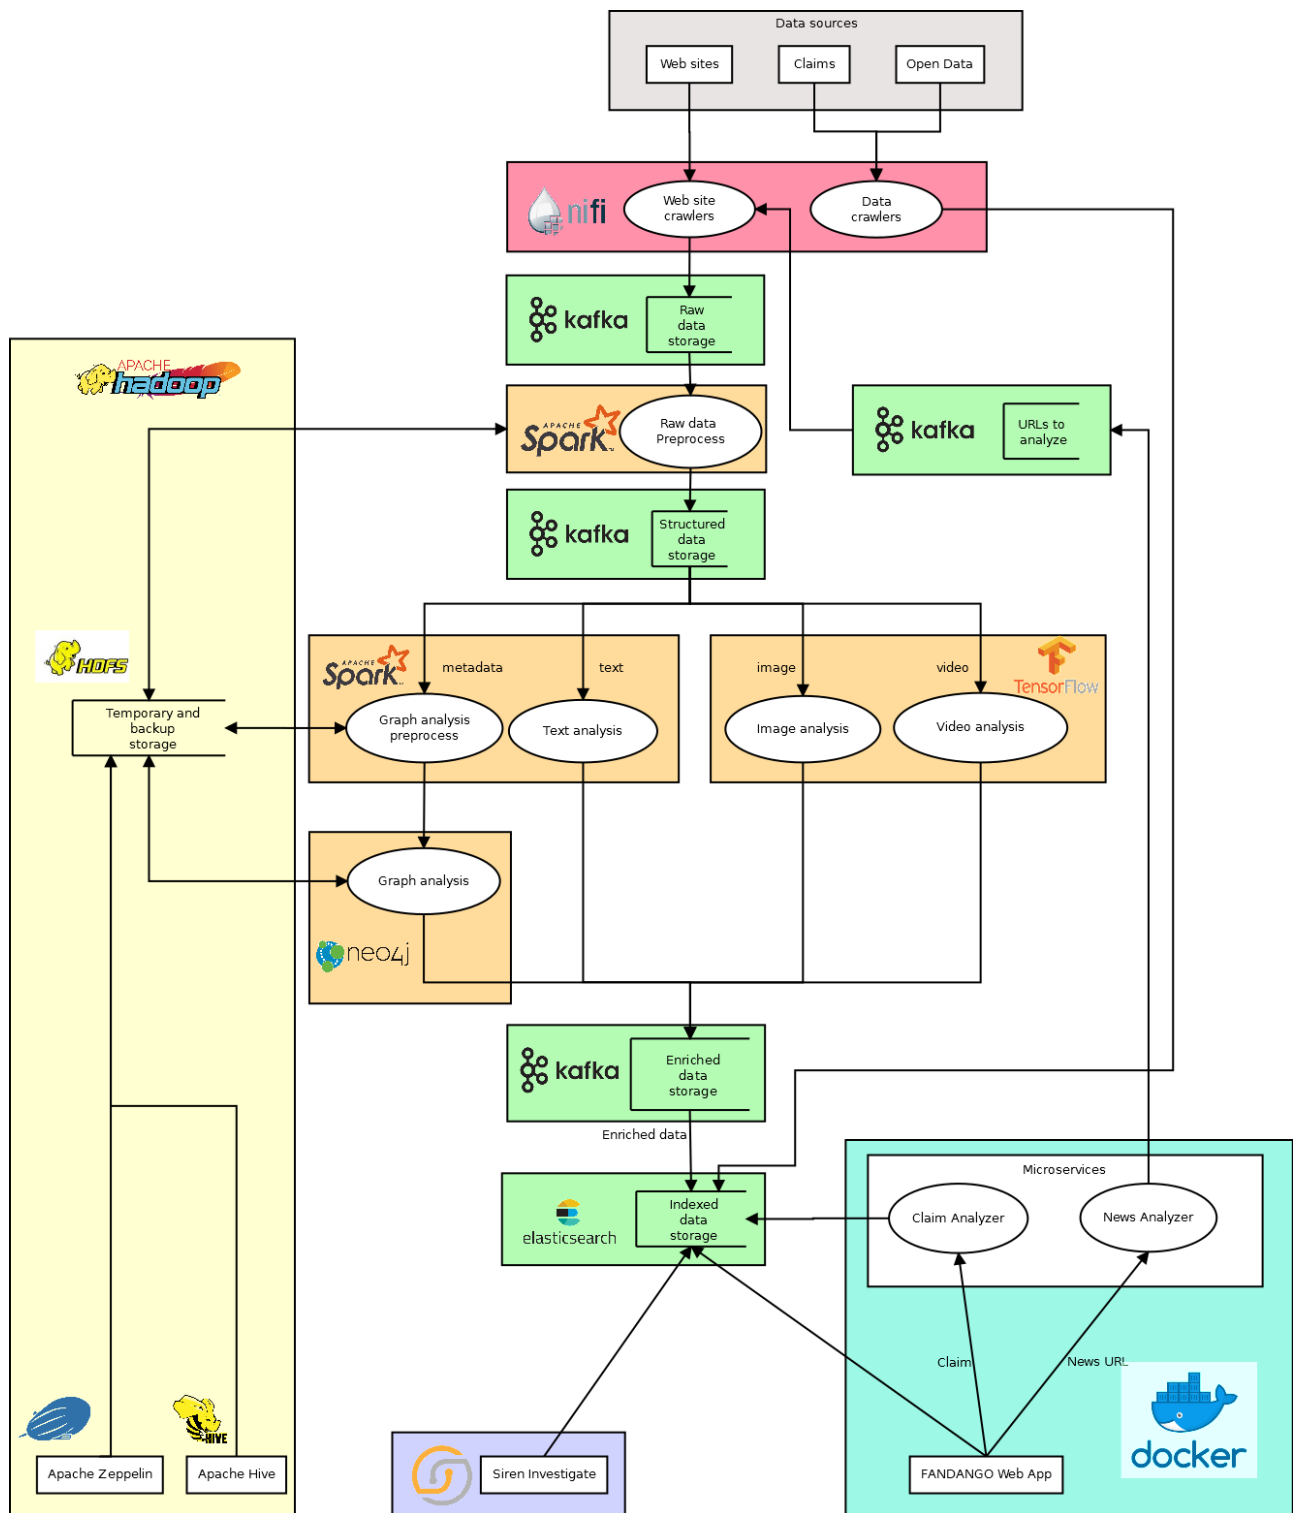 Data sources
Web sites
Claims
Open Data
nifi
Web site
crawlers
Data
crawlers
kafka
Raw
data
storage
APACHE
hadoop
APACHE
Spark
Raw data
Preprocess
kafka
URLs to
analyze
kafka
Structured
data
storage
HDFS
APACHE
Spark
metadata
text
image
video
TensorFlow
Temporary and
backup
storage
Graph analysis
preprocess
Text analysis
Image analysis
Video analysis
Graph analysis
neo4j
kafka
Enriched
data
storage
Enriched data
Microservices
elasticsearch
Indexed
data
storage
Claim Analyzer
News Analyzer
Claim
News URL
docker
HIVE
Apache Zeppelin
Apache Hive
Siren Investigate
FANDANGO Web App